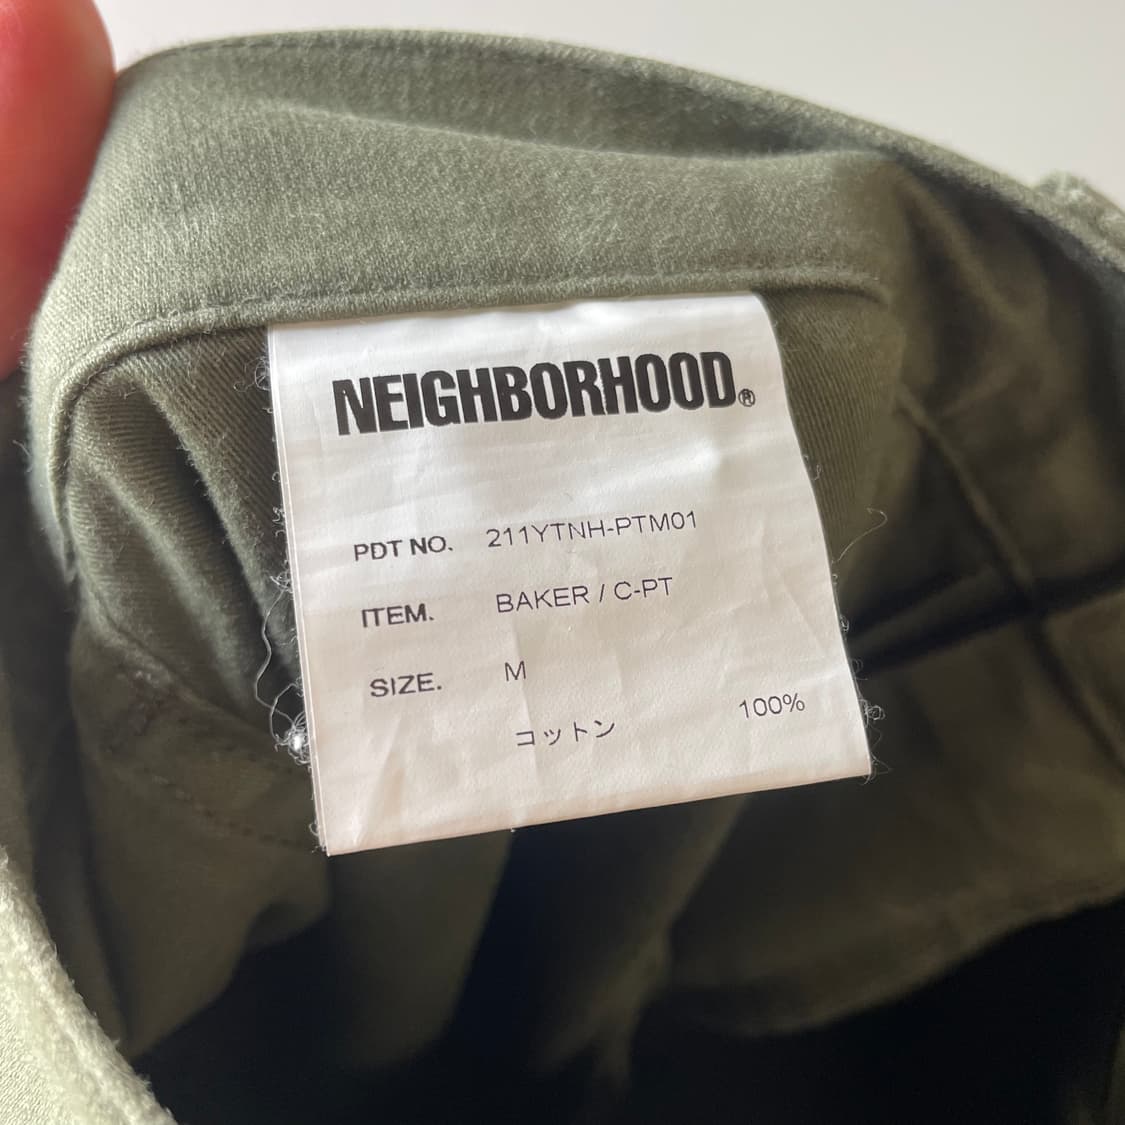 NEIGHBORHOOD®
PDT NO. 211YTNH-PTM01
ITEM. BAKER / C-PT
SIZE. M
コットン 100%